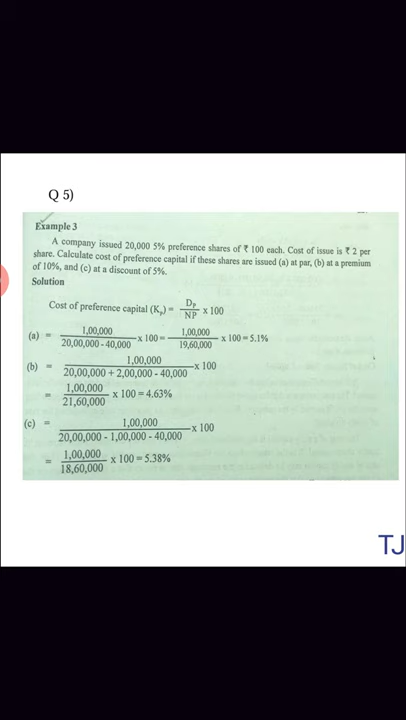 Q 5)
Example 3
A company issued 20,000 5% preference shares of ₹ 100 each. Cost of issue is ₹ 2 per
share. Calculate cost of preference capital if these shares are issued (a) at par, (b) at a premium
of 10%, and (c) at a discount of 5%.
Solution
Cost of preference capital (Kp) = Dp / NP x 100
(a) = 1,00,000 / 20,00,000 - 40,000 x 100 = 1,00,000 / 19,60,000 x 100 = 5.1%
(b) = 1,00,000 / 20,00,000 + 2,00,000 - 40,000 x 100
= 1,00,000 / 21,60,000 x 100 = 4.63%
(c) = 1,00,000 / 20,00,000 - 1,00,000 - 40,000 x 100
= 1,00,000 / 18,60,000 x 100 = 5.38%
TJ